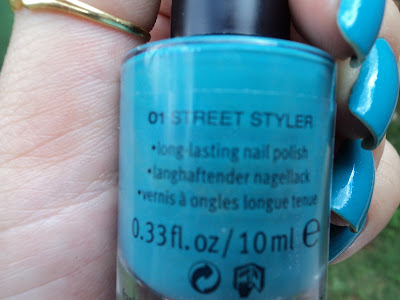 01 STREET STYLER
•long-lasting nail polish
•langhaftender nagellack
•vernis à ongles longue tenue
0.33fl.oz/10ml ℮